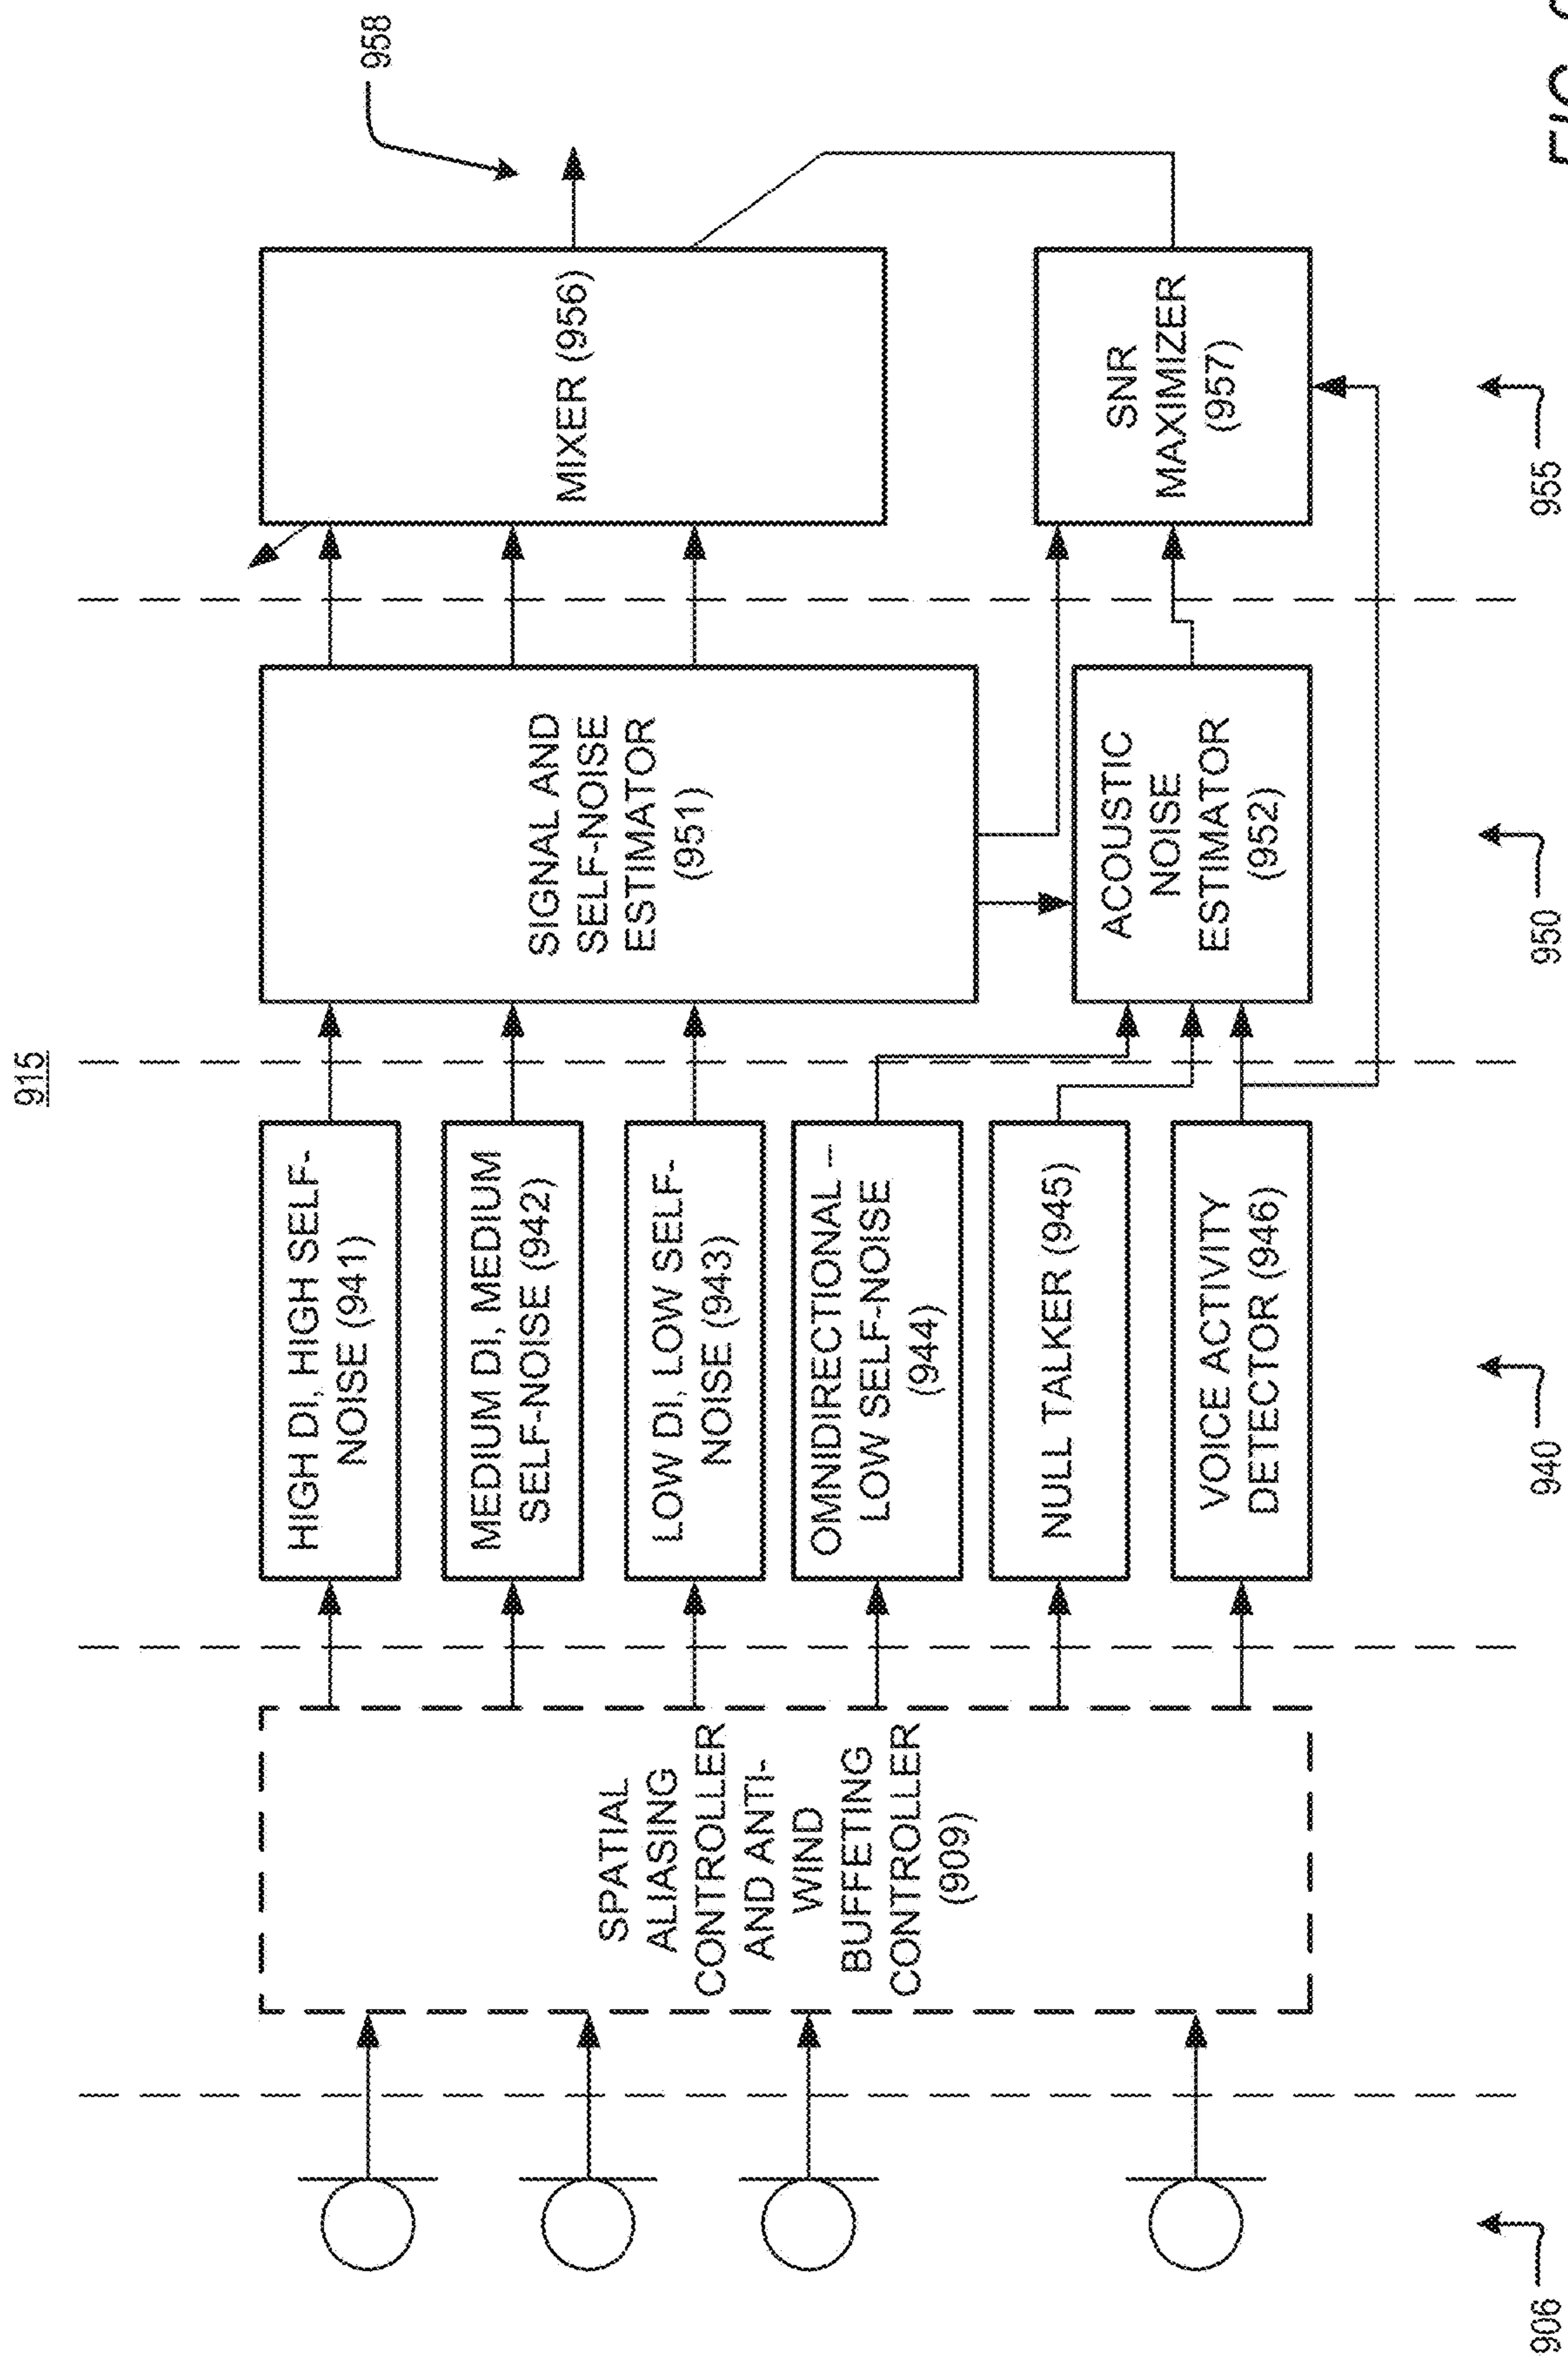 915
958
HIGH DI, HIGH SELF-
NOISE (941)
MEDIUM DI, MEDIUM
SELF-NOISE (942)
LOW DI, LOW SELF-
NOISE (943)
OMNIDIRECTIONAL –
LOW SELF-NOISE
(944)
NULL TALKER (945)
VOICE ACTIVITY
DETECTOR (946)
SPATIAL
ALIASING
CONTROLLER
AND ANTI-
WIND
BUFFETING
CONTROLLER
(909)
SIGNAL AND
SELF-NOISE
ESTIMATOR
(951)
ACOUSTIC
NOISE
ESTIMATOR
(952)
MIXER (956)
SNR
MAXIMIZER
(957)
906
940
950
955
FIG.